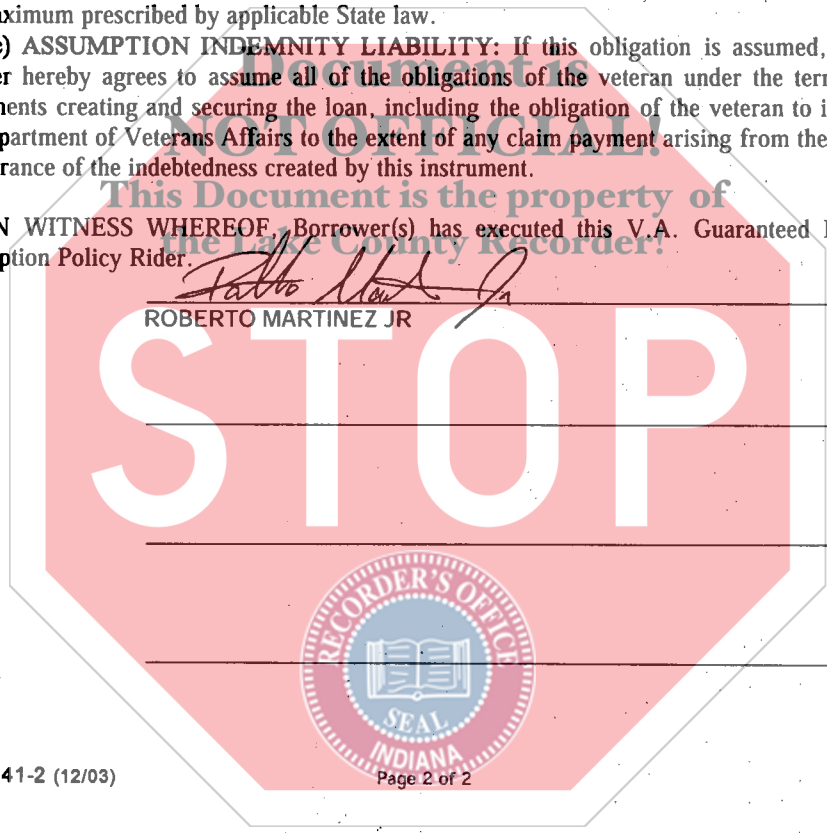 aximum prescribed by applicable State law.
) ASSUMPTION INDEMNITY LIABILITY: If this obligation is assumed,
er hereby agrees to assume all of the obligations of the veteran under the ter
ents creating and securing the loan, including the obligation of the veteran to i
partment of Veterans Affairs to the extent of any claim payment arising from the
rance of the indebtedness created by this instrument.
Document is
NOT OFFICIAL!
This Document is the property of
the Lake County Recorder!
N WITNESS WHEREOF, Borrower(s) has executed this V.A. Guaranteed
ption Policy Rider.
ROBERTO MARTINEZ JR
STOP
RECORDER'S OFFICE
SEAL
INDIANA
41-2 (12/03)
Page 2 of 2